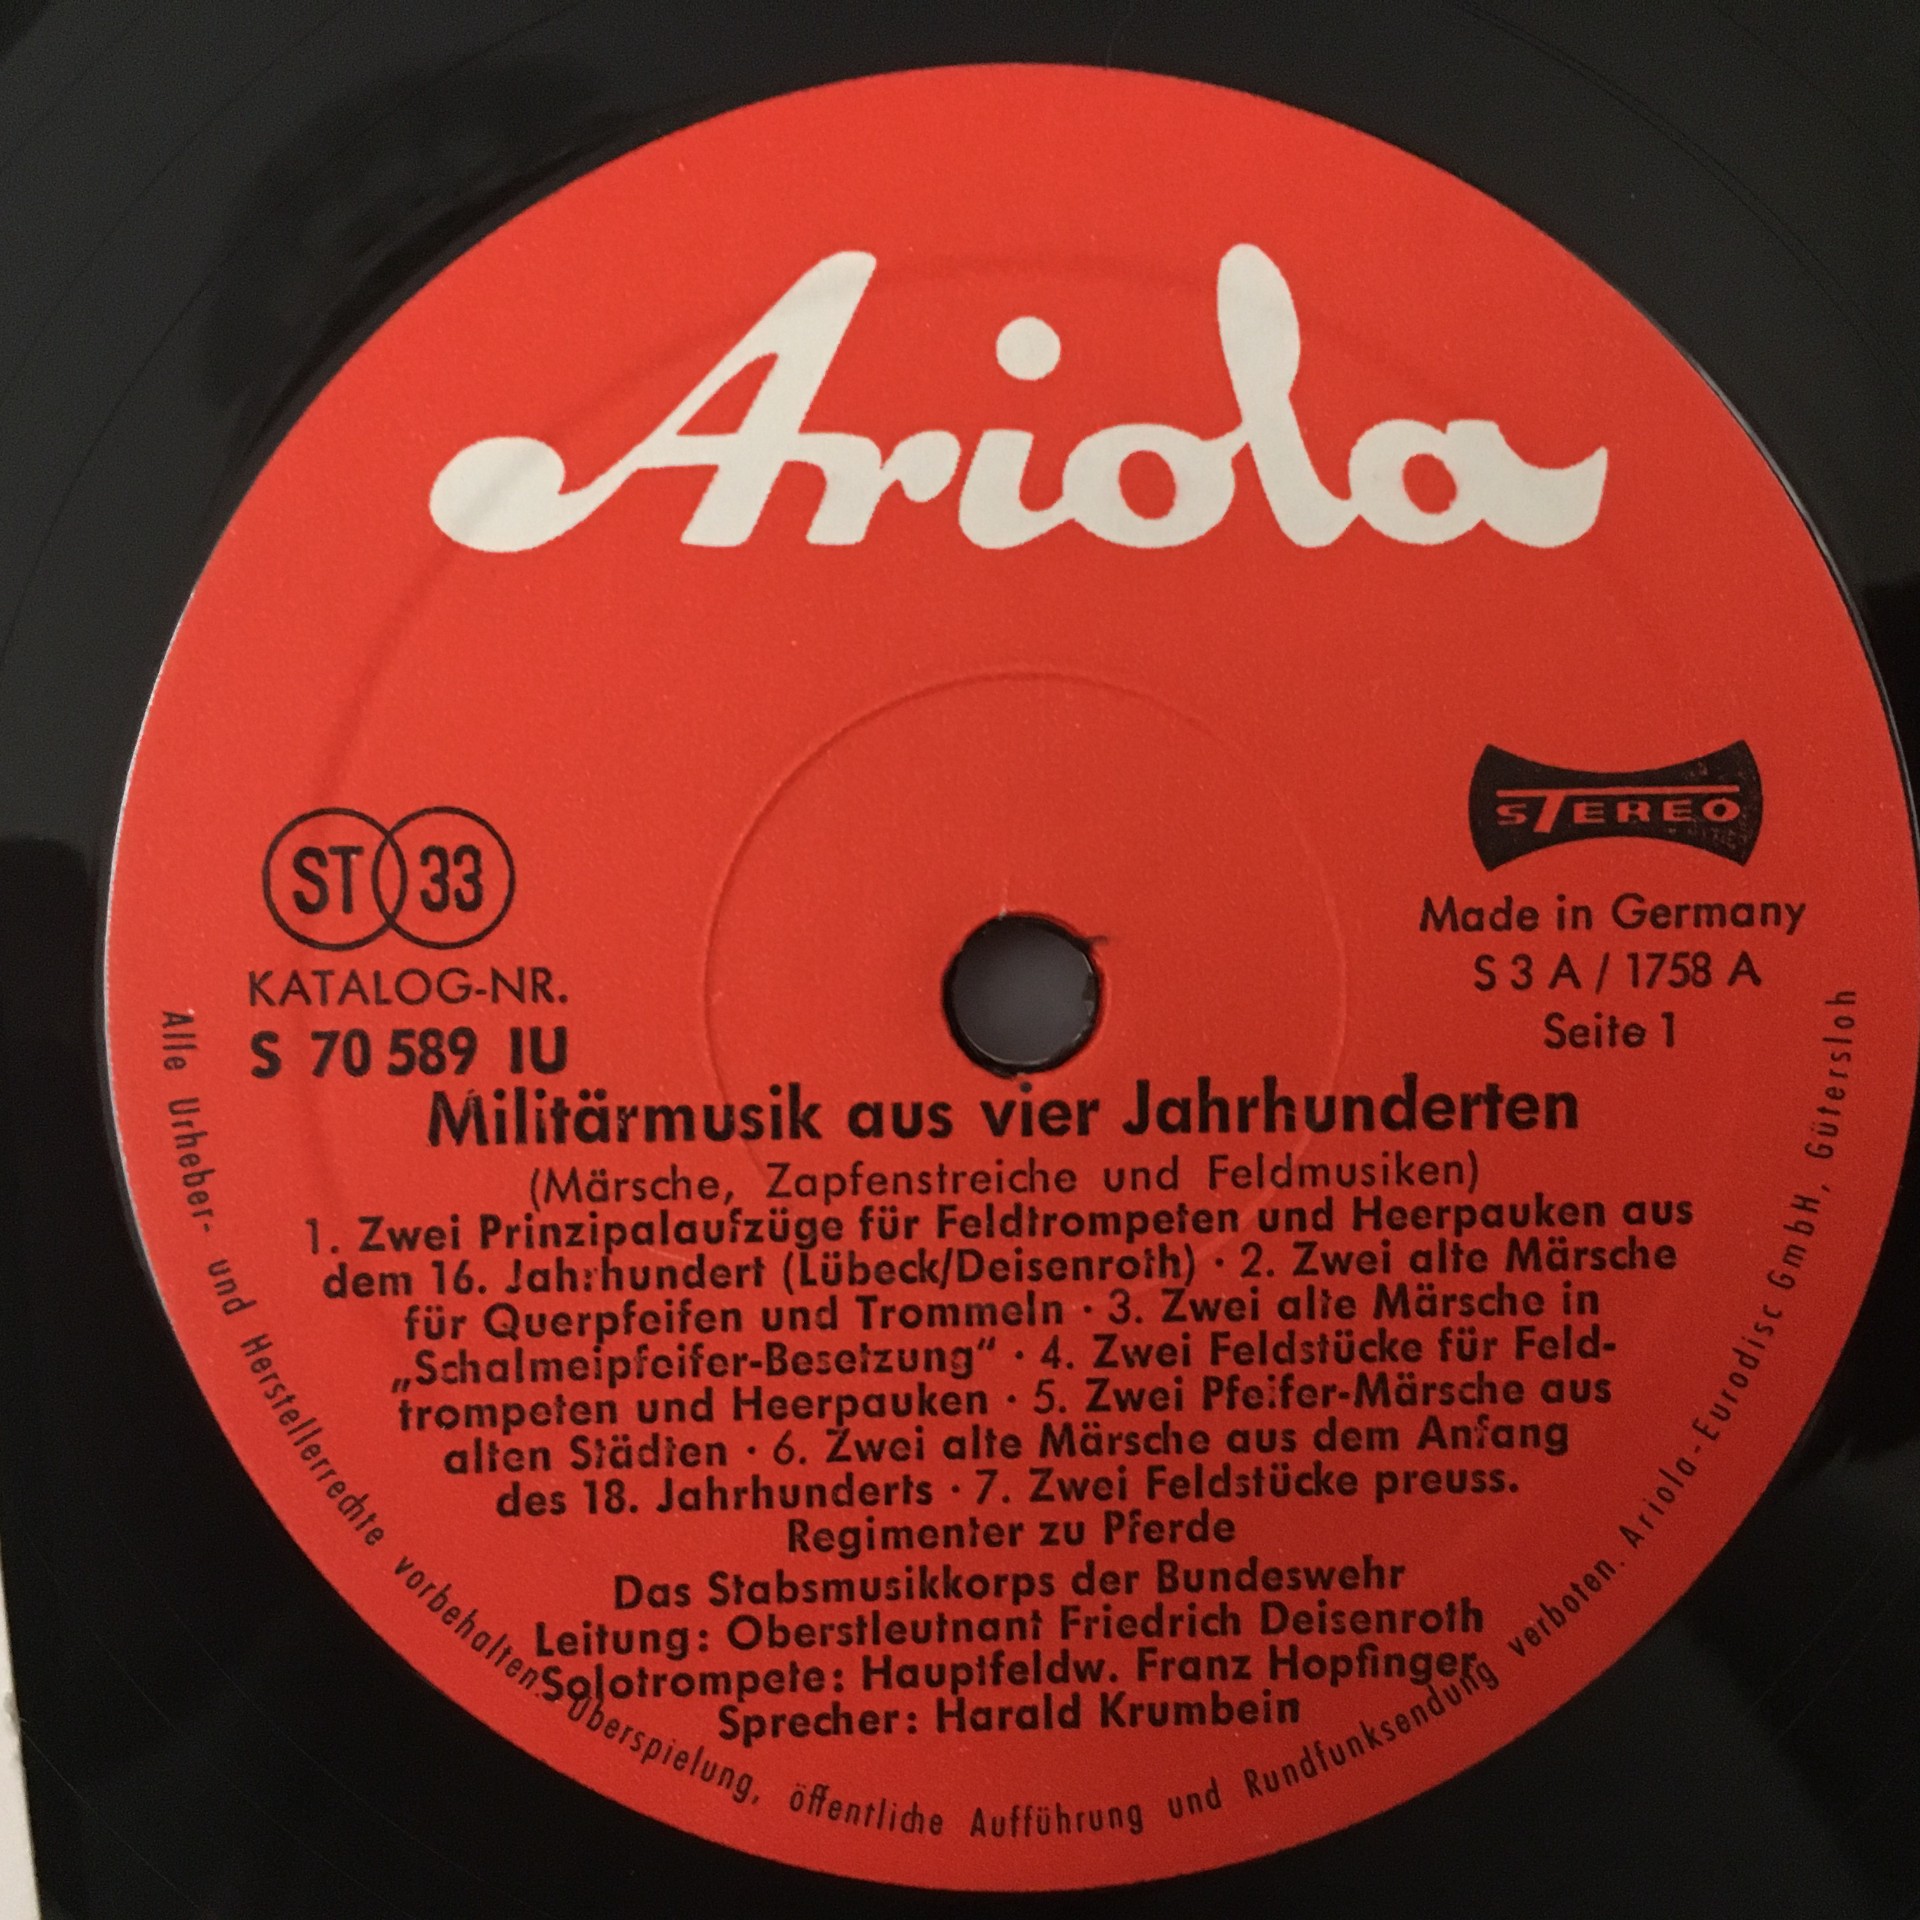 Ariola
ST 33
KATALOG-NR.
S 70 589 IU
STEREO
Made in Germany
S 3 A / 1758 A
Seite 1
Militärmusik aus vier Jahrhunderten
(Märsche, Zapfenstreiche und Feldmusiken)
1. Zwei Prinzipalaufzüge für Feldtrompeten und Heerpauken aus
dem 16. Jahrhundert (Lübeck/Deisenroth) · 2. Zwei alte Märsche
für Querpfeifen und Trommeln · 3. Zwei alte Märsche in
„Schalmeipfeifer-Besetzung“ · 4. Zwei Feldstücke für Feld-
trompeten und Heerpauken · 5. Zwei Pfeifer-Märsche aus
alten Städten · 6. Zwei alte Märsche aus dem Anfang
des 18. Jahrhunderts · 7. Zwei Feldstücke preuss.
Regimenter zu Pferde
Das Stabsmusikkorps der Bundeswehr
Leitung: Oberstleutnant Friedrich Deisenroth
Solotrompete: Hauptfeldw. Franz Hopfinger
Sprecher: Harald Krumbein
Alle Urheber- und Herstellerrechte vorbehalten. Überspielung, öffentliche Aufführung und Rundfunksendung verboten. Ariola-Eurodisc GmbH, Gütersloh